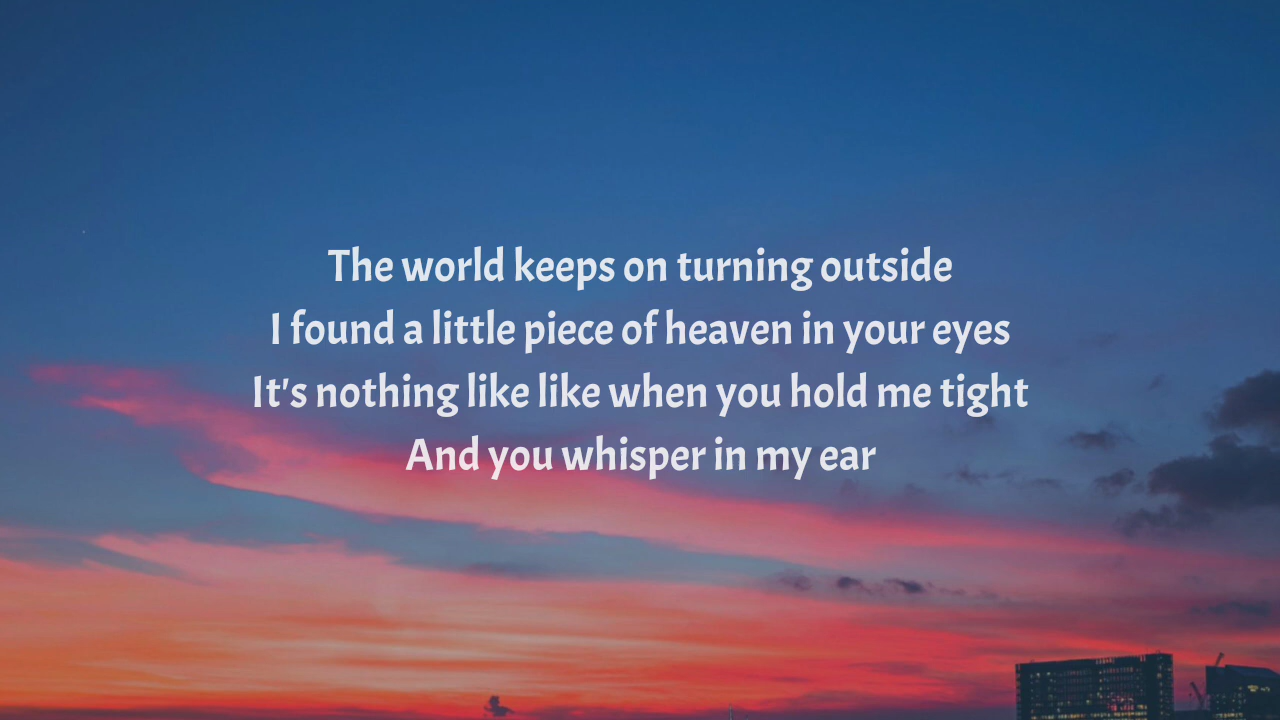 The world keeps on turning outside
I found a little piece of heaven in your eyes
It's nothing like like when you hold me tight
And you whisper in my ear